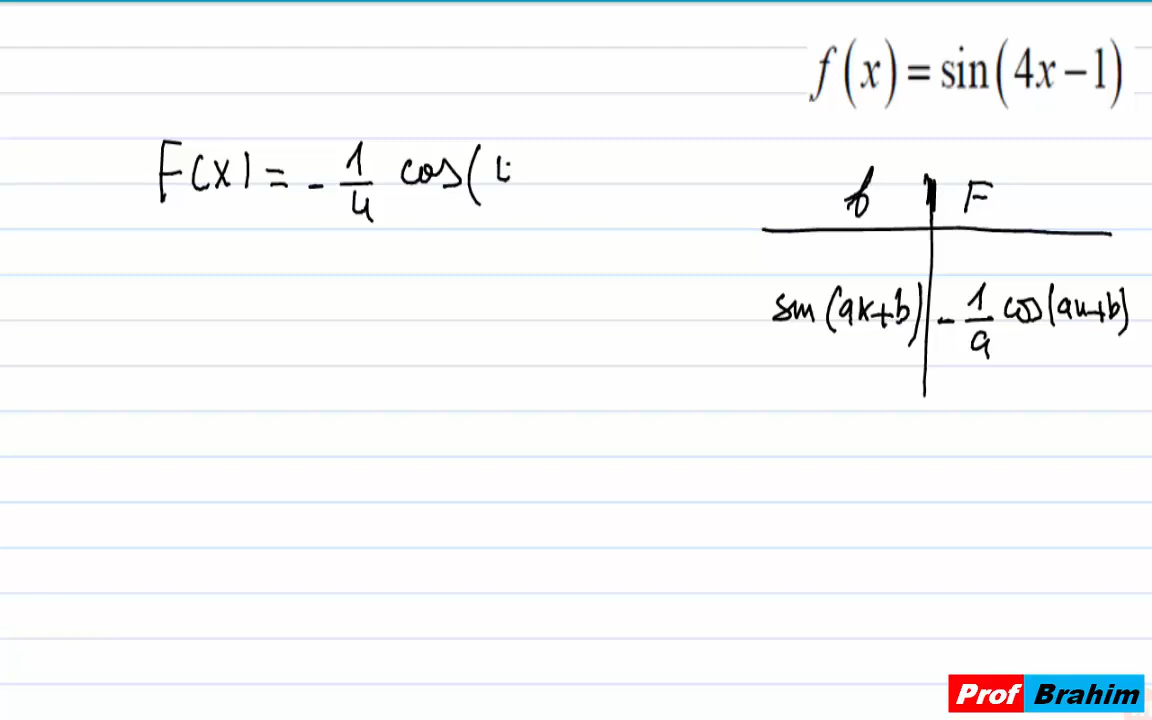 f(x) = sin(4x−1)
F(x) = - 1/4 cos(
f | F
sin(ax+b) | - 1/a cos(ax+b)
Prof Brahim